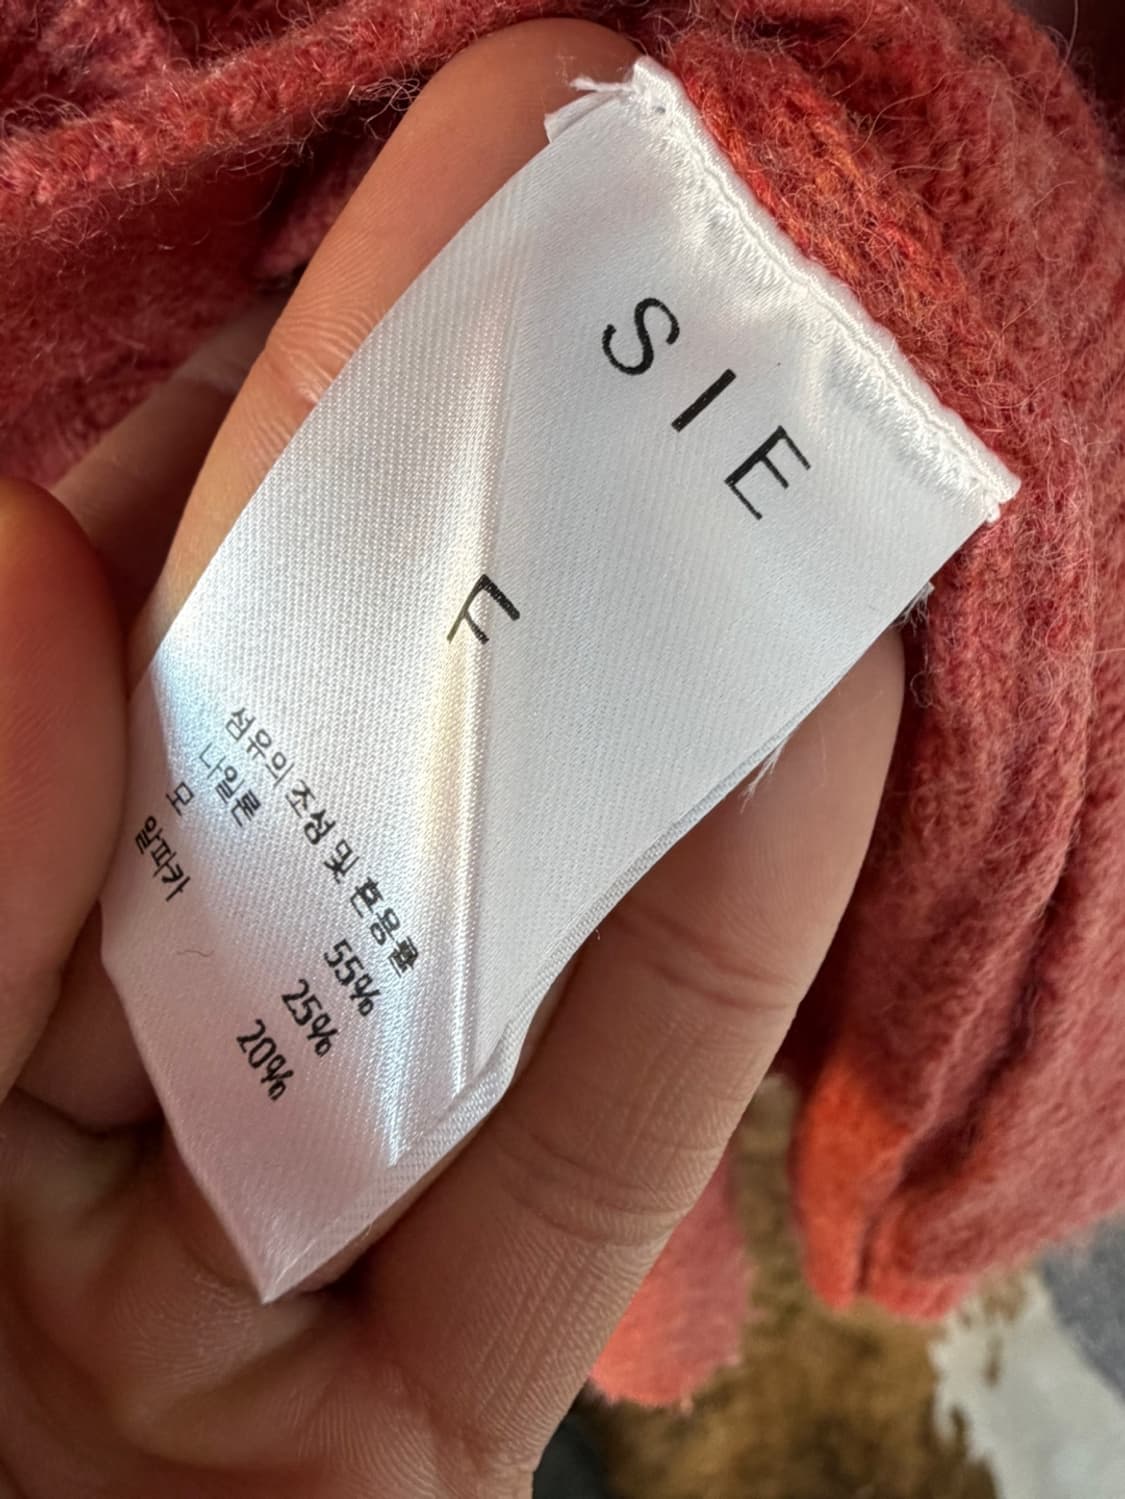 SIE
F
섬유의 조성 및 혼용률
나일론 55%
모 25%
알파카 20%